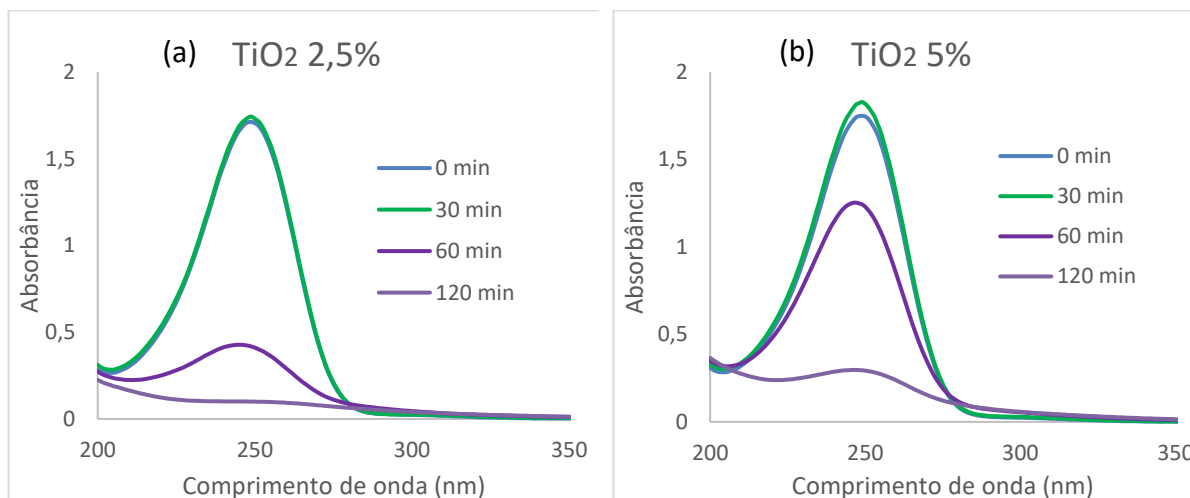 (a) TiO2 2,5%
2
1,5
1
0,5
0
Absorbância
0 min
30 min
60 min
120 min
200 250 300 350
Comprimento de onda (nm)
(b) TiO2 5%
2
1,5
1
0,5
0
Absorbância
0 min
30 min
60 min
120 min
200 250 300 350
Comprimento de onda (nm)